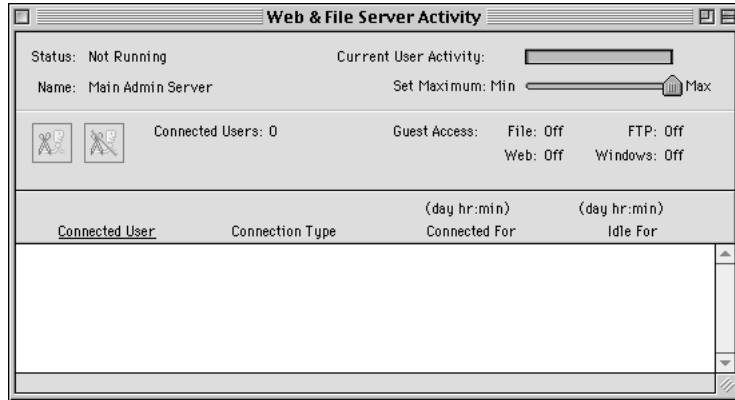 Web & File Server Activity
Status: Not Running Current User Activity:
Name: Main Admin Server Set Maximum: Min Max
Connected Users: 0 Guest Access: File: Off FTP: Off
Web: Off Windows: Off
(day hr:min) (day hr:min)
Connected User Connection Type Connected For Idle For